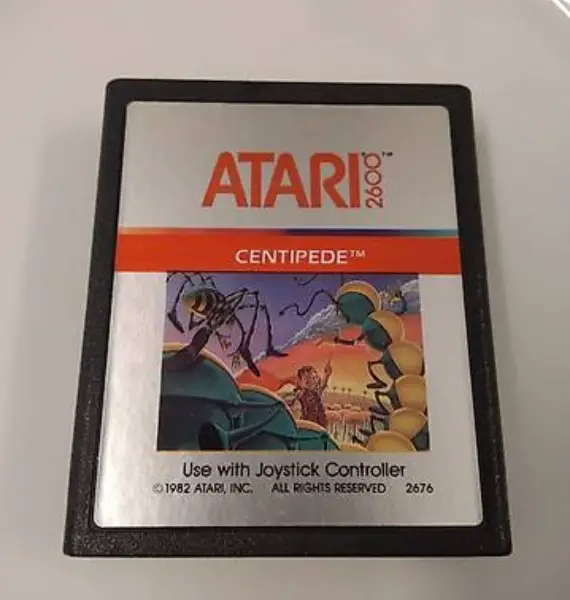 ATARI® 2600™
CENTIPEDE™
Use with Joystick Controller
©1982 ATARI, INC. ALL RIGHTS RESERVED 2676